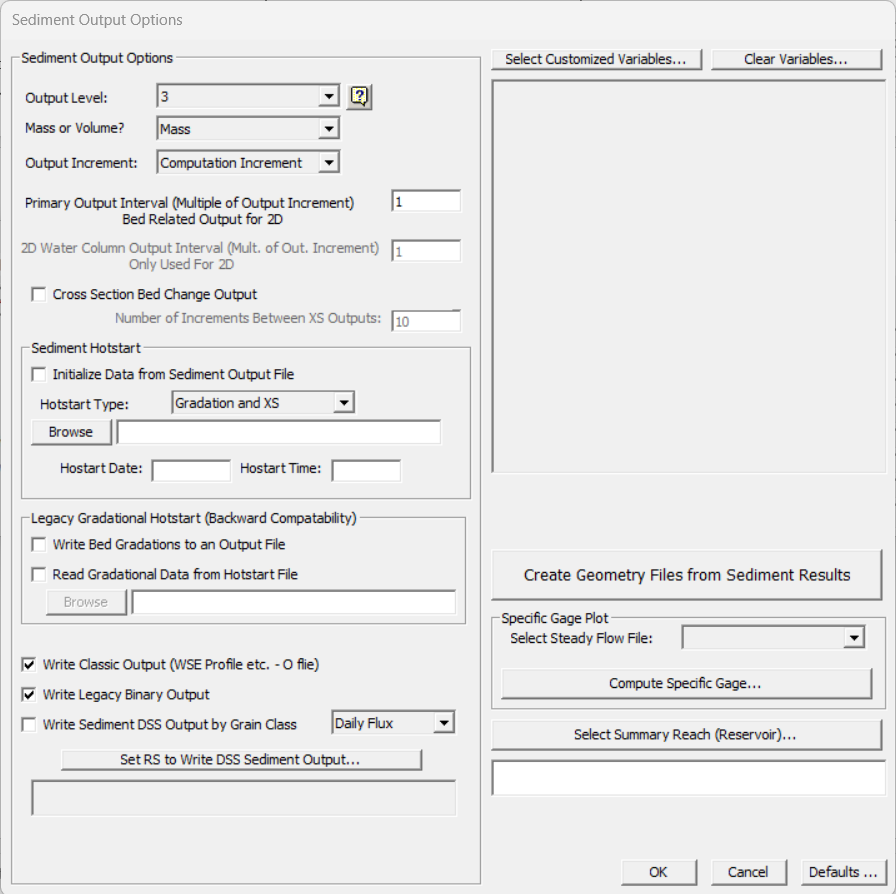 Sediment Output Options
Sediment Output Options
Output Level:
3
Mass or Volume?
Mass
Output Increment:
Computation Increment
Primary Output Interval (Multiple of Output Increment)
Bed Related Output for 2D
1
2D Water Column Output Interval (Mult. of Out. Increment)
Only Used For 2D
1
Cross Section Bed Change Output
Number of Increments Between XS Outputs:
10
Sediment Hotstart
Initialize Data from Sediment Output File
Hotstart Type:
Gradation and XS
Browse
Hostart Date:
Hostart Time:
Legacy Gradational Hotstart (Backward Compatability)
Write Bed Gradations to an Output File
Read Gradational Data from Hotstart File
Browse
Write Classic Output (WSE Profile etc. - O flie)
Write Legacy Binary Output
Write Sediment DSS Output by Grain Class
Daily Flux
Set RS to Write DSS Sediment Output...
Select Customized Variables...
Clear Variables...
Create Geometry Files from Sediment Results
Specific Gage Plot
Select Steady Flow File:
Compute Specific Gage...
Select Summary Reach (Reservoir)...
OK
Cancel
Defaults ...